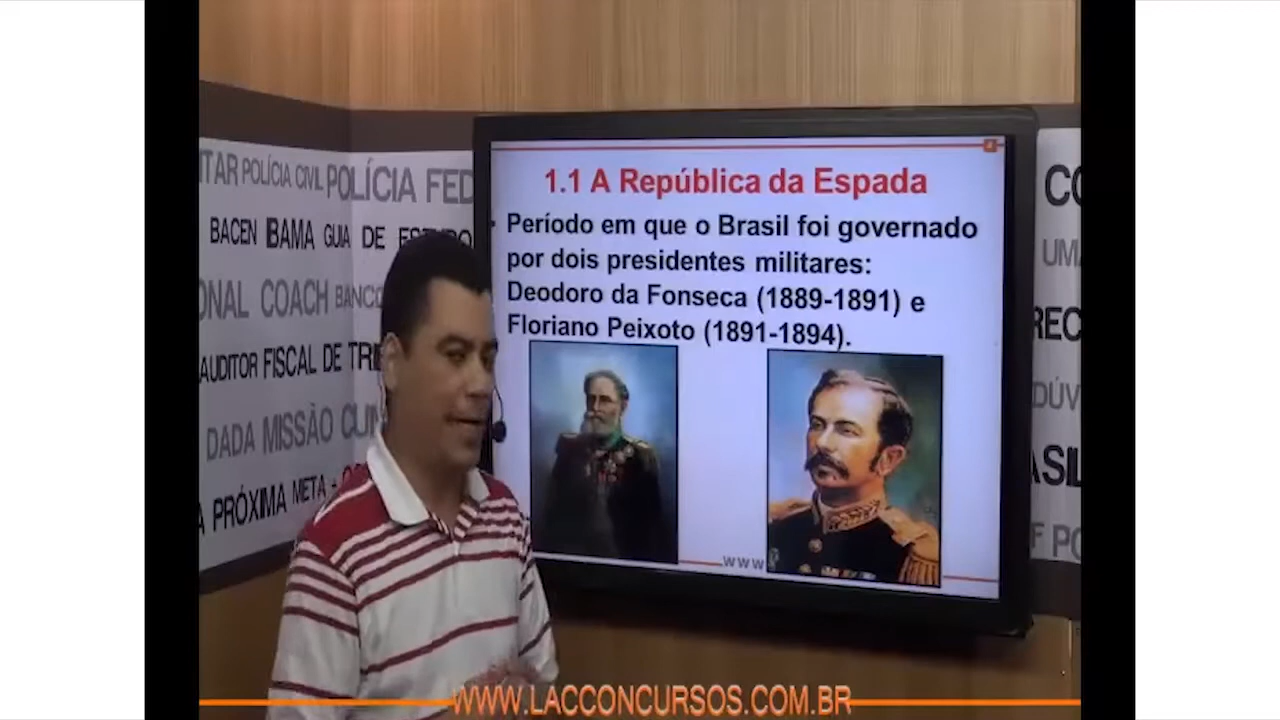 1.1 A República da Espada
Período em que o Brasil foi governado
por dois presidentes militares:
Deodoro da Fonseca (1889-1891) e
Floriano Peixoto (1891-1894).
WWW
POLÍCIA CIVIL POLÍCIA FED
BACEN BAMA GUIA DE
COACH
AUDITOR FISCAL DE
DADA MISSÃO
PRÓXIMA META -
WWW.LACCONCURSOS.COM.BR